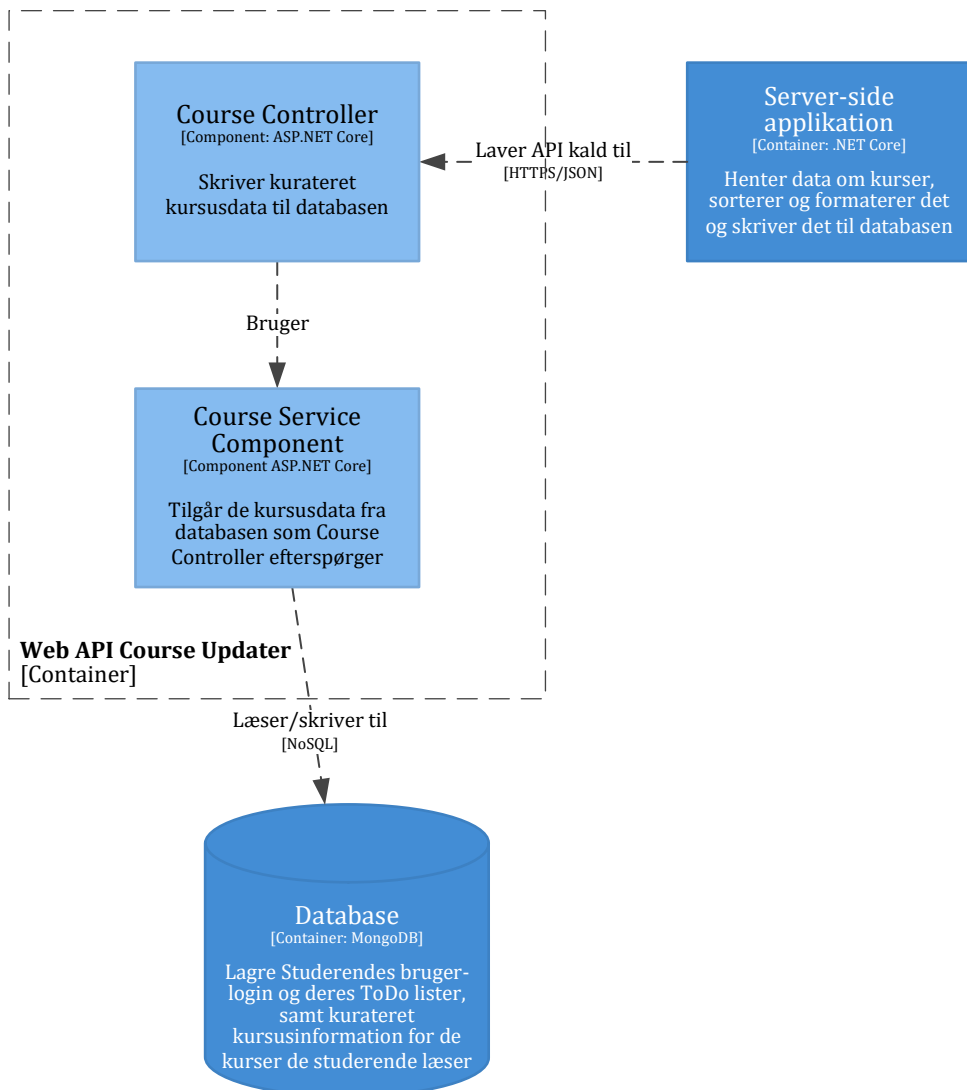 Course Controller
[Component: ASP.NET Core]
Skriver kurateret
kursusdata til databasen
Laver API kald til
[HTTPS/JSON]
Server-side
applikation
[Container: .NET Core]
Henter data om kurser,
sorterer og formaterer det
og skriver det til databasen
Bruger
Course Service
Component
[Component ASP.NET Core]
Tilgår de kursusdata fra
databasen som Course
Controller efterspørger
Web API Course Updater
[Container]
Læser/skriver til
[NoSQL]
Database
[Container: MongoDB]
Lagre Studerendes bruger-
login og deres ToDo lister,
samt kurateret
kursusinformation for de
kurser de studerende læser